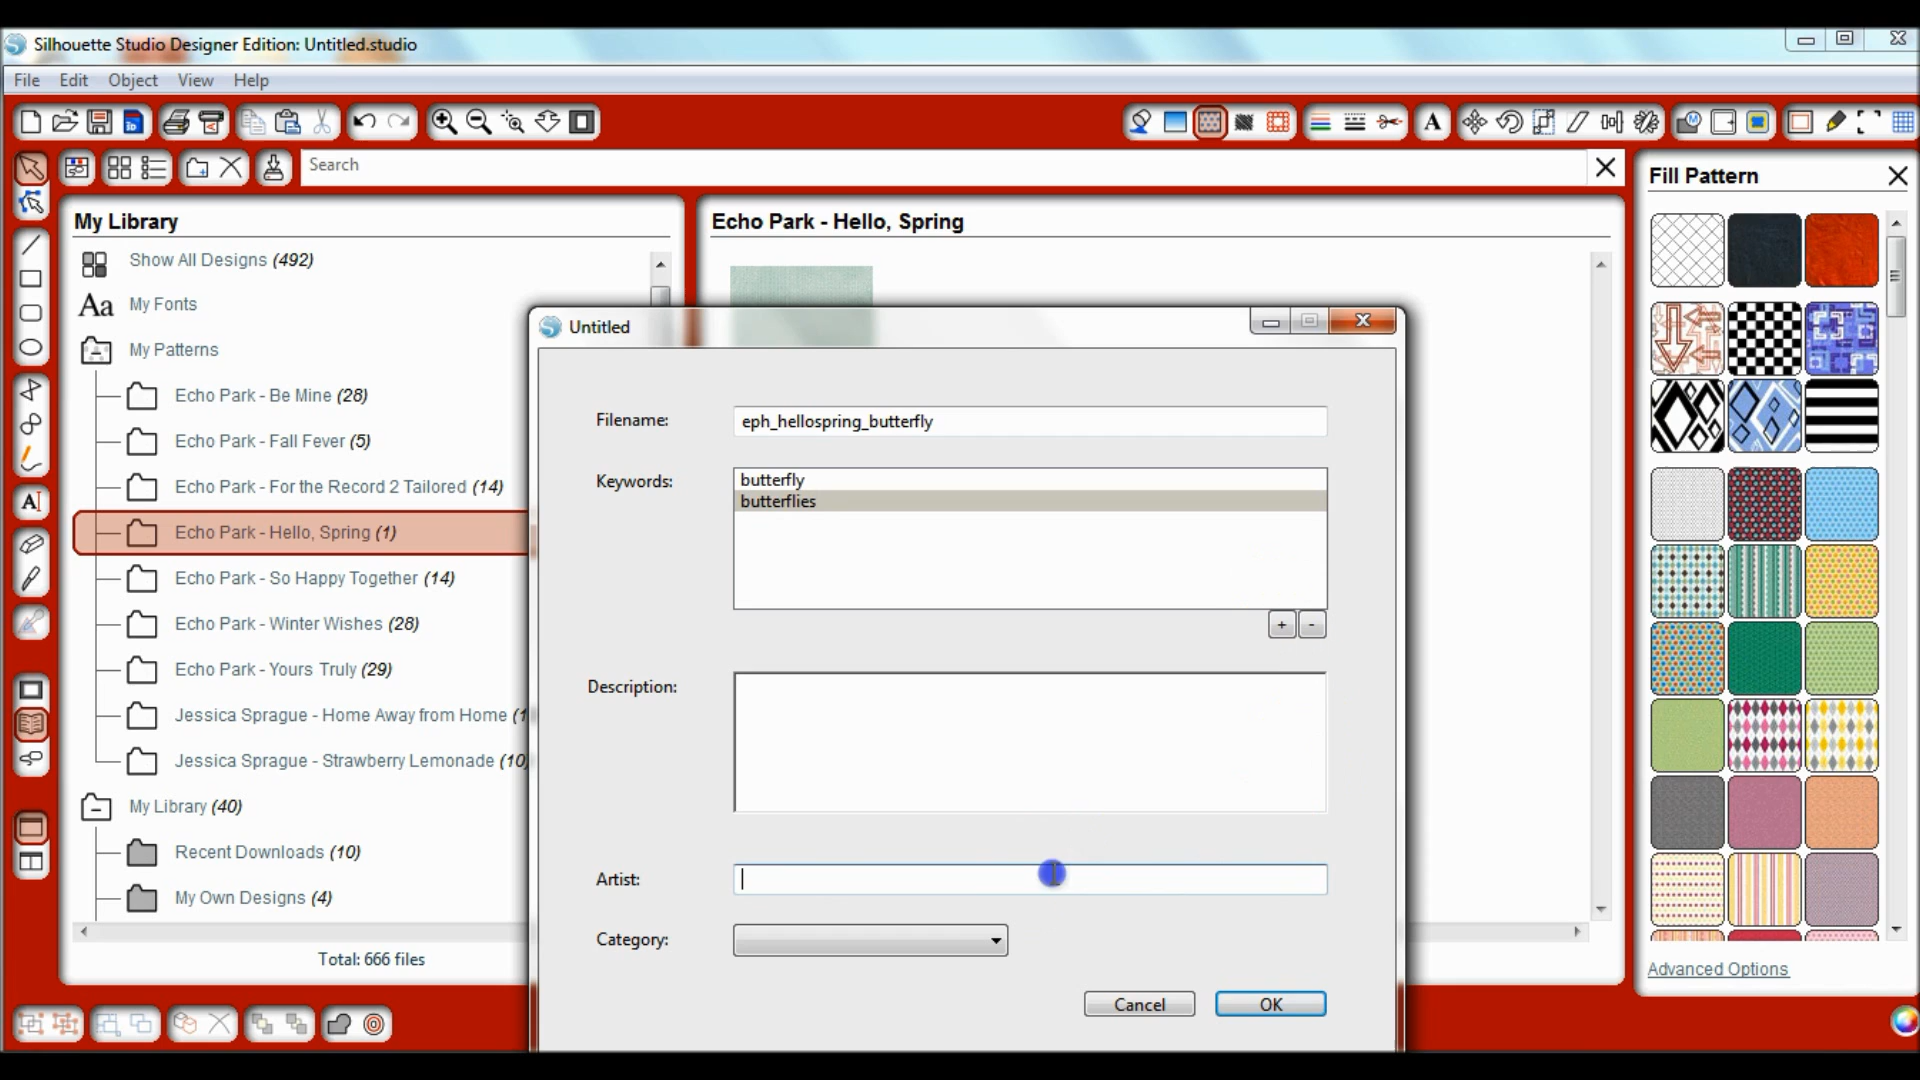 Silhouette Studio Designer Edition: Untitled.studio
File Edit Object View Help
Search
My Library
Show All Designs (492)
Aa My Fonts
My Patterns
Echo Park - Be Mine (28)
Echo Park - Fall Fever (5)
Echo Park - For the Record 2 Tailored (14)
Echo Park - Hello, Spring (1)
Echo Park - So Happy Together (14)
Echo Park - Winter Wishes (28)
Echo Park - Yours Truly (29)
Jessica Sprague - Home Away from Home (1
Jessica Sprague - Strawberry Lemonade (10)
My Library (40)
Recent Downloads (10)
My Own Designs (4)
Total: 666 files
Echo Park - Hello, Spring
Untitled
Filename: eph_hellospring_butterfly
Keywords: butterfly
butterflies
+ -
Description:
Artist:
Category:
Cancel OK
Fill Pattern
Advanced Options